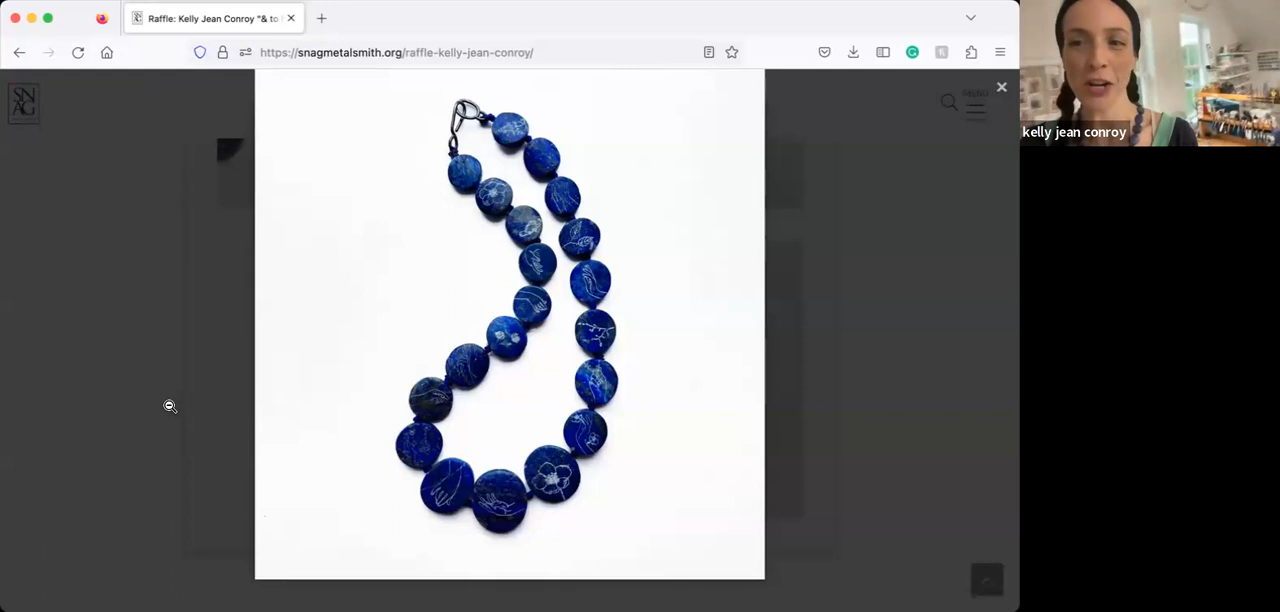 Raffle: Kelly Jean Conroy "& to
https://snagmetalsmith.org/raffle-kelly-jean-conroy/
SN
AG
MENU
kelly jean conroy